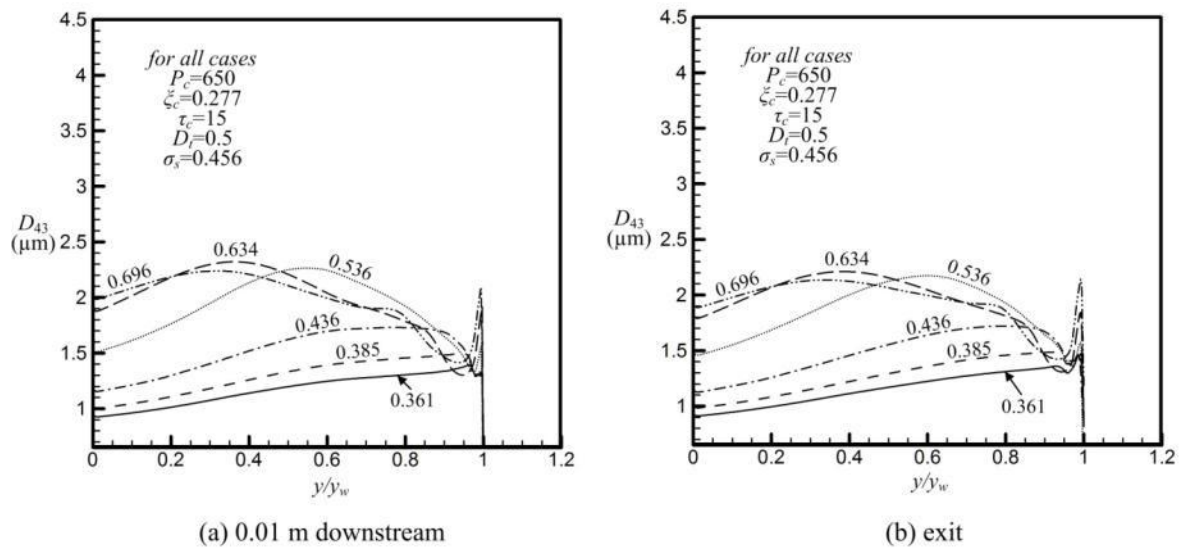 4.5
4
3.5
3
2.5
2
1.5
1
D₄₃
(µm)
for all cases
P_c=650
ξ_c=0.277
τ_c=15
D_t=0.5
σ_s=0.456
0.696
0.634
0.536
0.436
0.385
0.361
0 0.2 0.4 0.6 0.8 1 1.2
y/y_w
(a) 0.01 m downstream
4.5
4
3.5
3
2.5
2
1.5
1
D₄₃
(µm)
for all cases
P_c=650
ξ_c=0.277
τ_c=15
D_t=0.5
σ_s=0.456
0.696
0.634
0.536
0.436
0.385
0.361
0 0.2 0.4 0.6 0.8 1 1.2
y/y_w
(b) exit